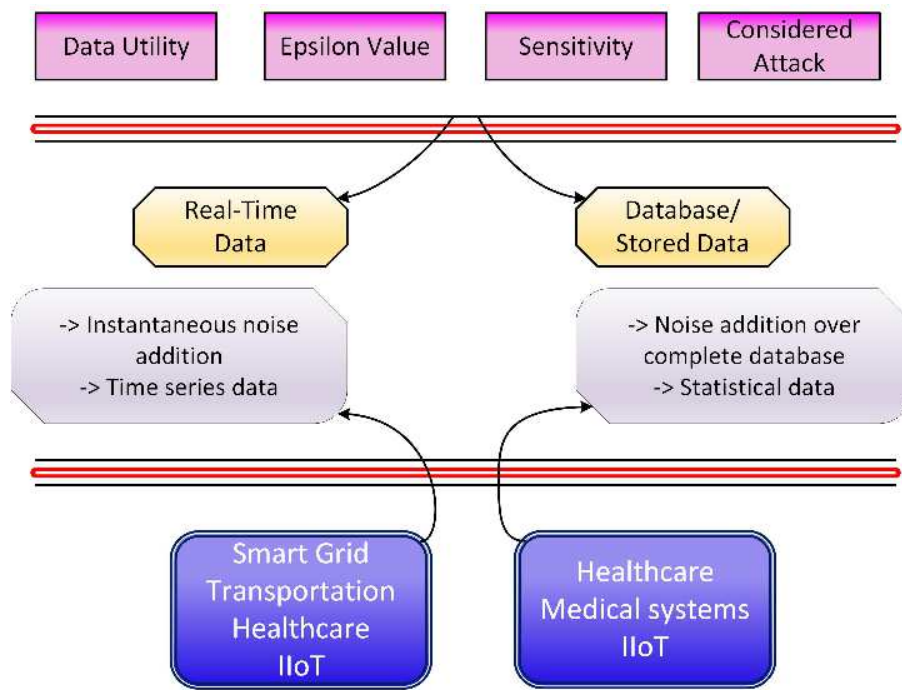 Data Utility
Epsilon Value
Sensitivity
Considered
Attack
Real-Time
Data
Database/
Stored Data
-> Instantaneous noise
addition
-> Time series data
-> Noise addition over
complete database
-> Statistical data
Smart Grid
Transportation
Healthcare
IIoT
Healthcare
Medical systems
IIoT